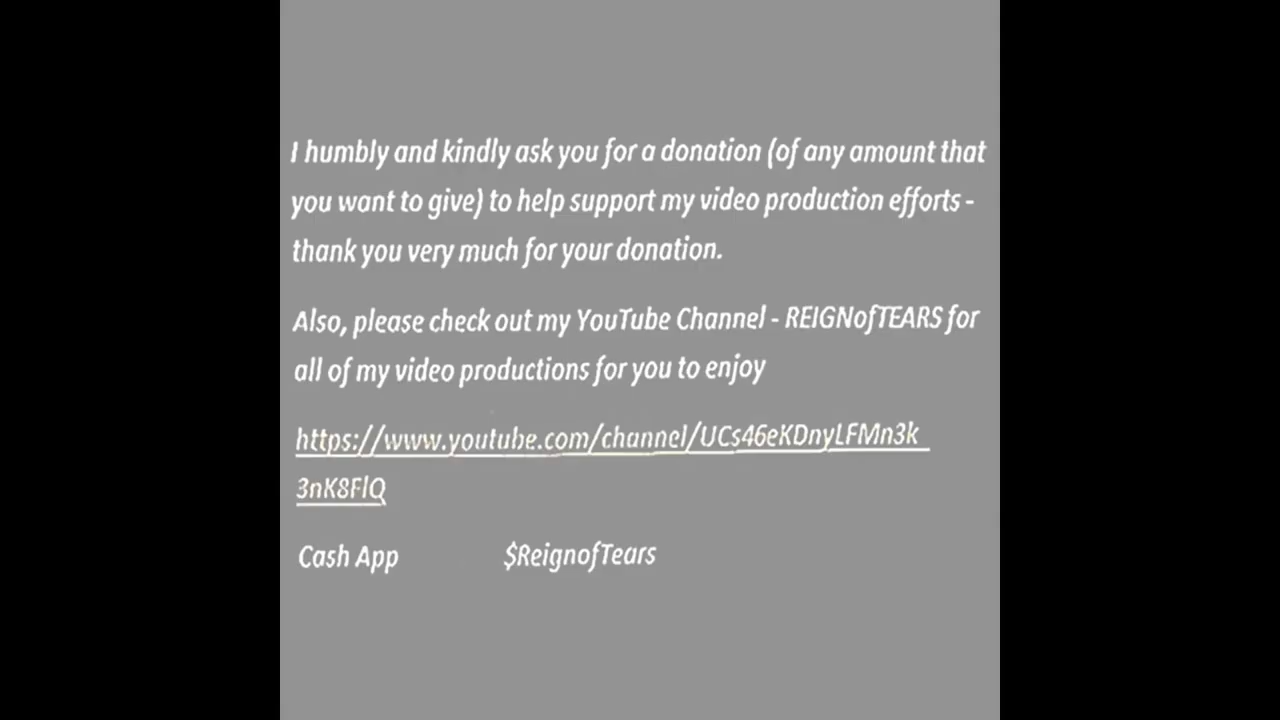 I humbly and kindly ask you for a donation (of any amount that
you want to give) to help support my video production efforts -
thank you very much for your donation.
Also, please check out my YouTube Channel - REIGNofTEARS for
all of my video productions for you to enjoy
https://www.youtube.com/channel/UCs46eKDnyLFMn3k_
3nK8FlQ
Cash App $ReignofTears